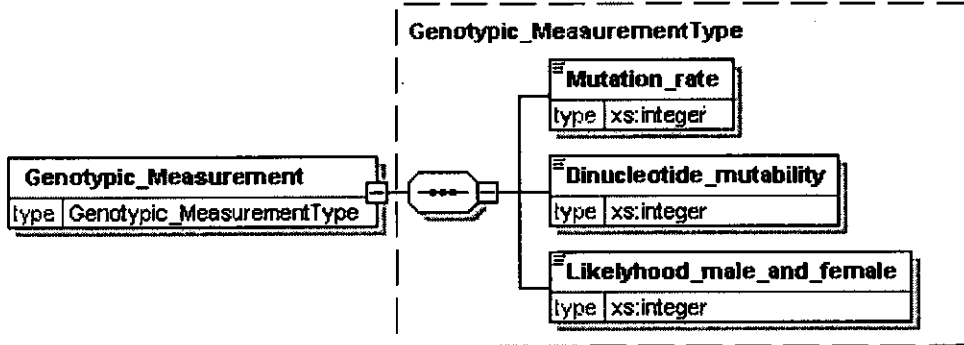 Genotypic_MeasurementType
Mutation_rate
type xs:integer
Genotypic_Measurement
type Genotypic_MeasurementType
Dinucleotide_mutability
type xs:integer
Likelyhood_male_and_female
type xs:integer